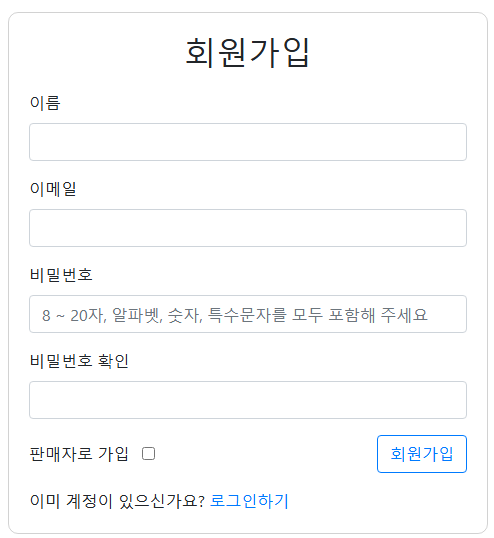 회원가입
이름
이메일
비밀번호
8 ~ 20자, 알파벳, 숫자, 특수문자를 모두 포함해 주세요
비밀번호 확인
판매자로 가입 회원가입
이미 계정이 있으신가요? 로그인하기